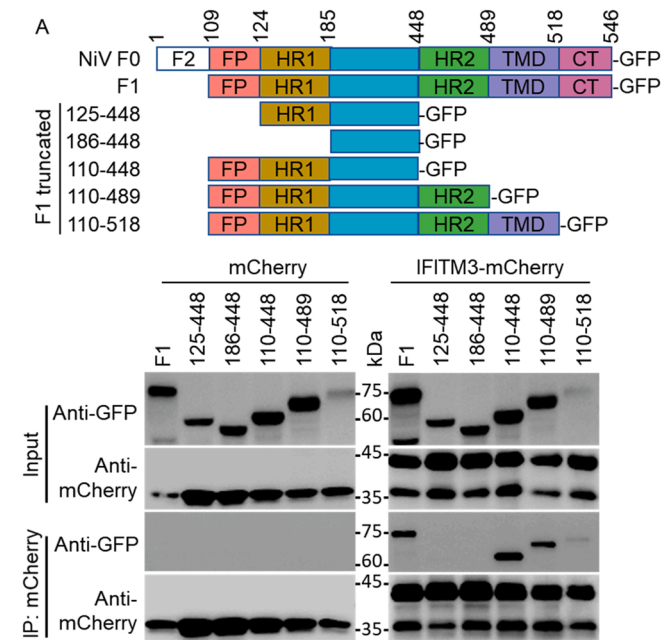 A
1 109 124 185 448 489 518 546
NiV F0 F2 FP HR1 HR2 TMD CT -GFP
F1 FP HR1 HR2 TMD CT -GFP
F1 truncated
125-448 HR1 -GFP
186-448 -GFP
110-448 FP HR1 -GFP
110-489 FP HR1 HR2 -GFP
110-518 FP HR1 HR2 TMD -GFP
mCherry IFITM3-mCherry
F1 125-448 186-448 110-448 110-489 110-518 kDa F1 125-448 186-448 110-448 110-489 110-518
Input
Anti-GFP -75-
-60-
Anti-
mCherry
-45-
-35-
IP: mCherry
Anti-GFP -75-
-60-
Anti-
mCherry
-45-
-35-